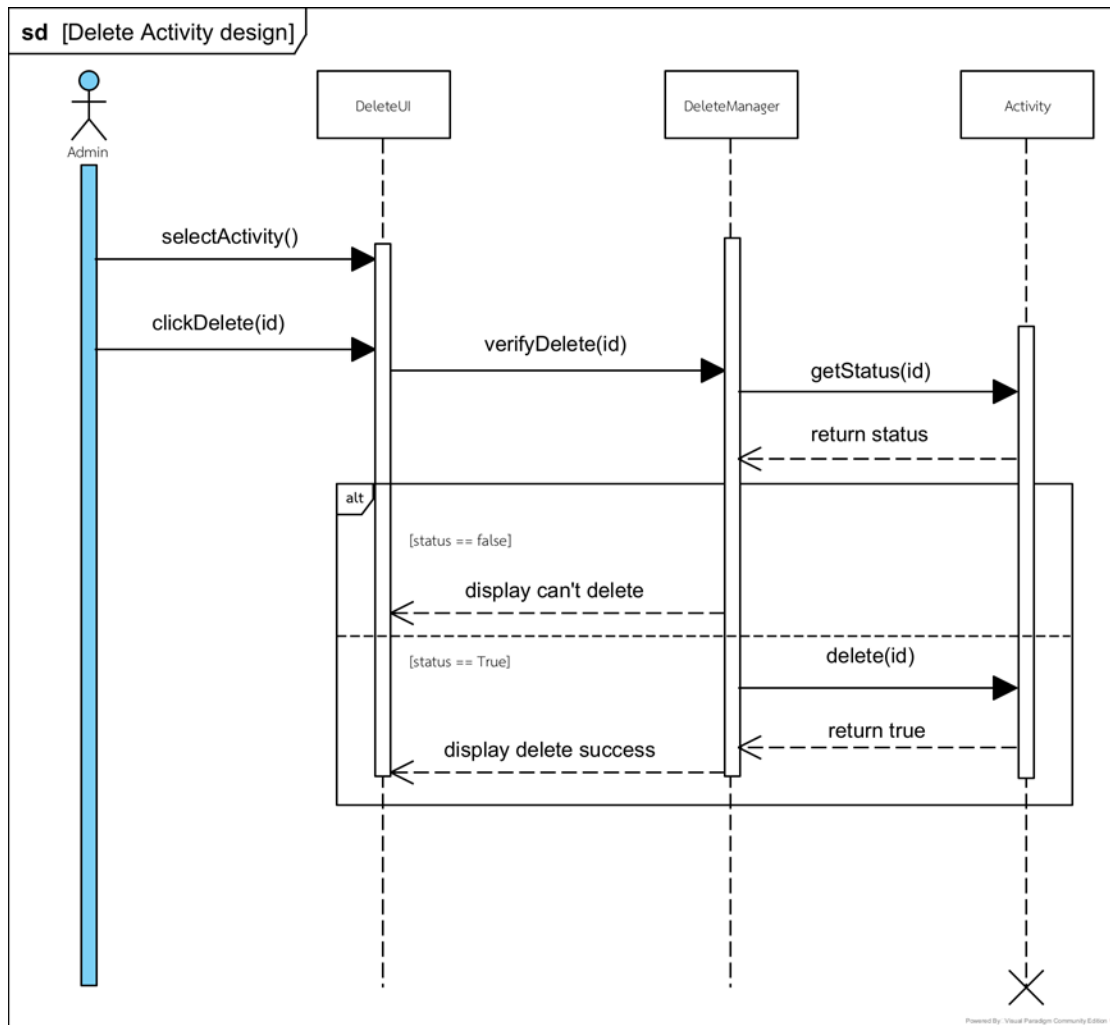 sd [Delete Activity design]
Admin
DeleteUI
DeleteManager
Activity
selectActivity()
clickDelete(id)
verifyDelete(id)
getStatus(id)
return status
alt
[status == false]
display can't delete
[status == True]
delete(id)
return true
display delete success
Powered By: Visual Paradigm Community Edition